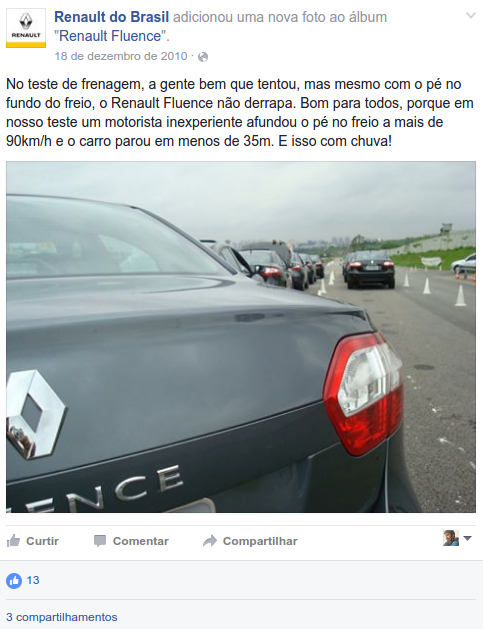 Renault do Brasil adicionou uma nova foto ao álbum
"Renault Fluence".
RENAULT
18 de dezembro de 2010 ·
No teste de frenagem, a gente bem que tentou, mas mesmo com o pé no
fundo do freio, o Renault Fluence não derrapa. Bom para todos, porque em
nosso teste um motorista inexperiente afundou o pé no freio a mais de
90km/h e o carro parou em menos de 35m. E isso com chuva!
ENCE
Curtir
Comentar
Compartilhar
13
3 compartilhamentos